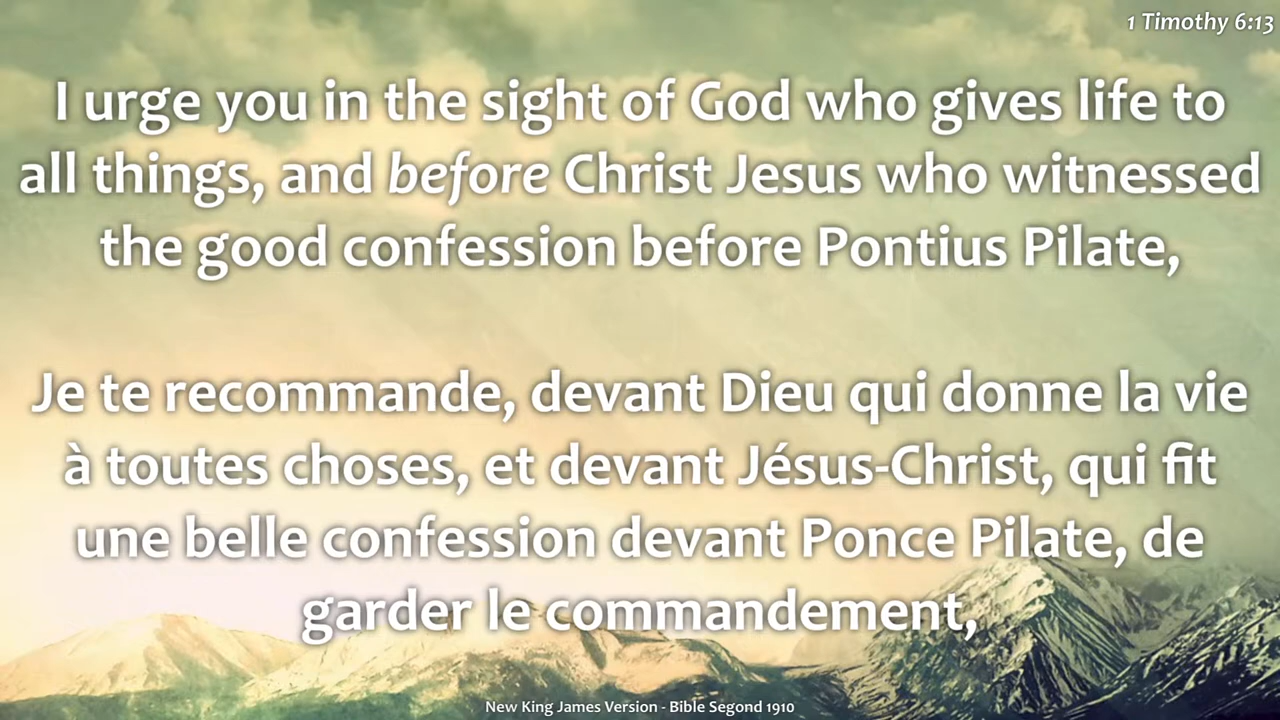 1 Timothy 6:13
I urge you in the sight of God who gives life to
all things, and before Christ Jesus who witnessed
the good confession before Pontius Pilate,
Je te recommande, devant Dieu qui donne la vie
à toutes choses, et devant Jésus-Christ, qui fit
une belle confession devant Ponce Pilate, de
garder le commandement,
New King James Version - Bible Segond 1910